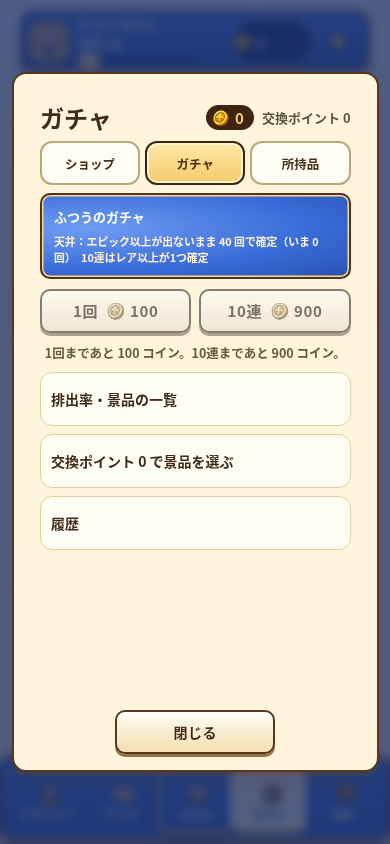 ガチャ
0 交換ポイント 0
ショップ ガチャ 所持品
ふつうのガチャ
天井：エピック以上が出ないまま 40 回で確定（いま 0
回） 10連はレア以上が1つ確定
1回 100 10連 900
1回まであと 100 コイン。10連まであと 900 コイン。
排出率・景品の一覧
交換ポイント 0 で景品を選ぶ
履歴
閉じる